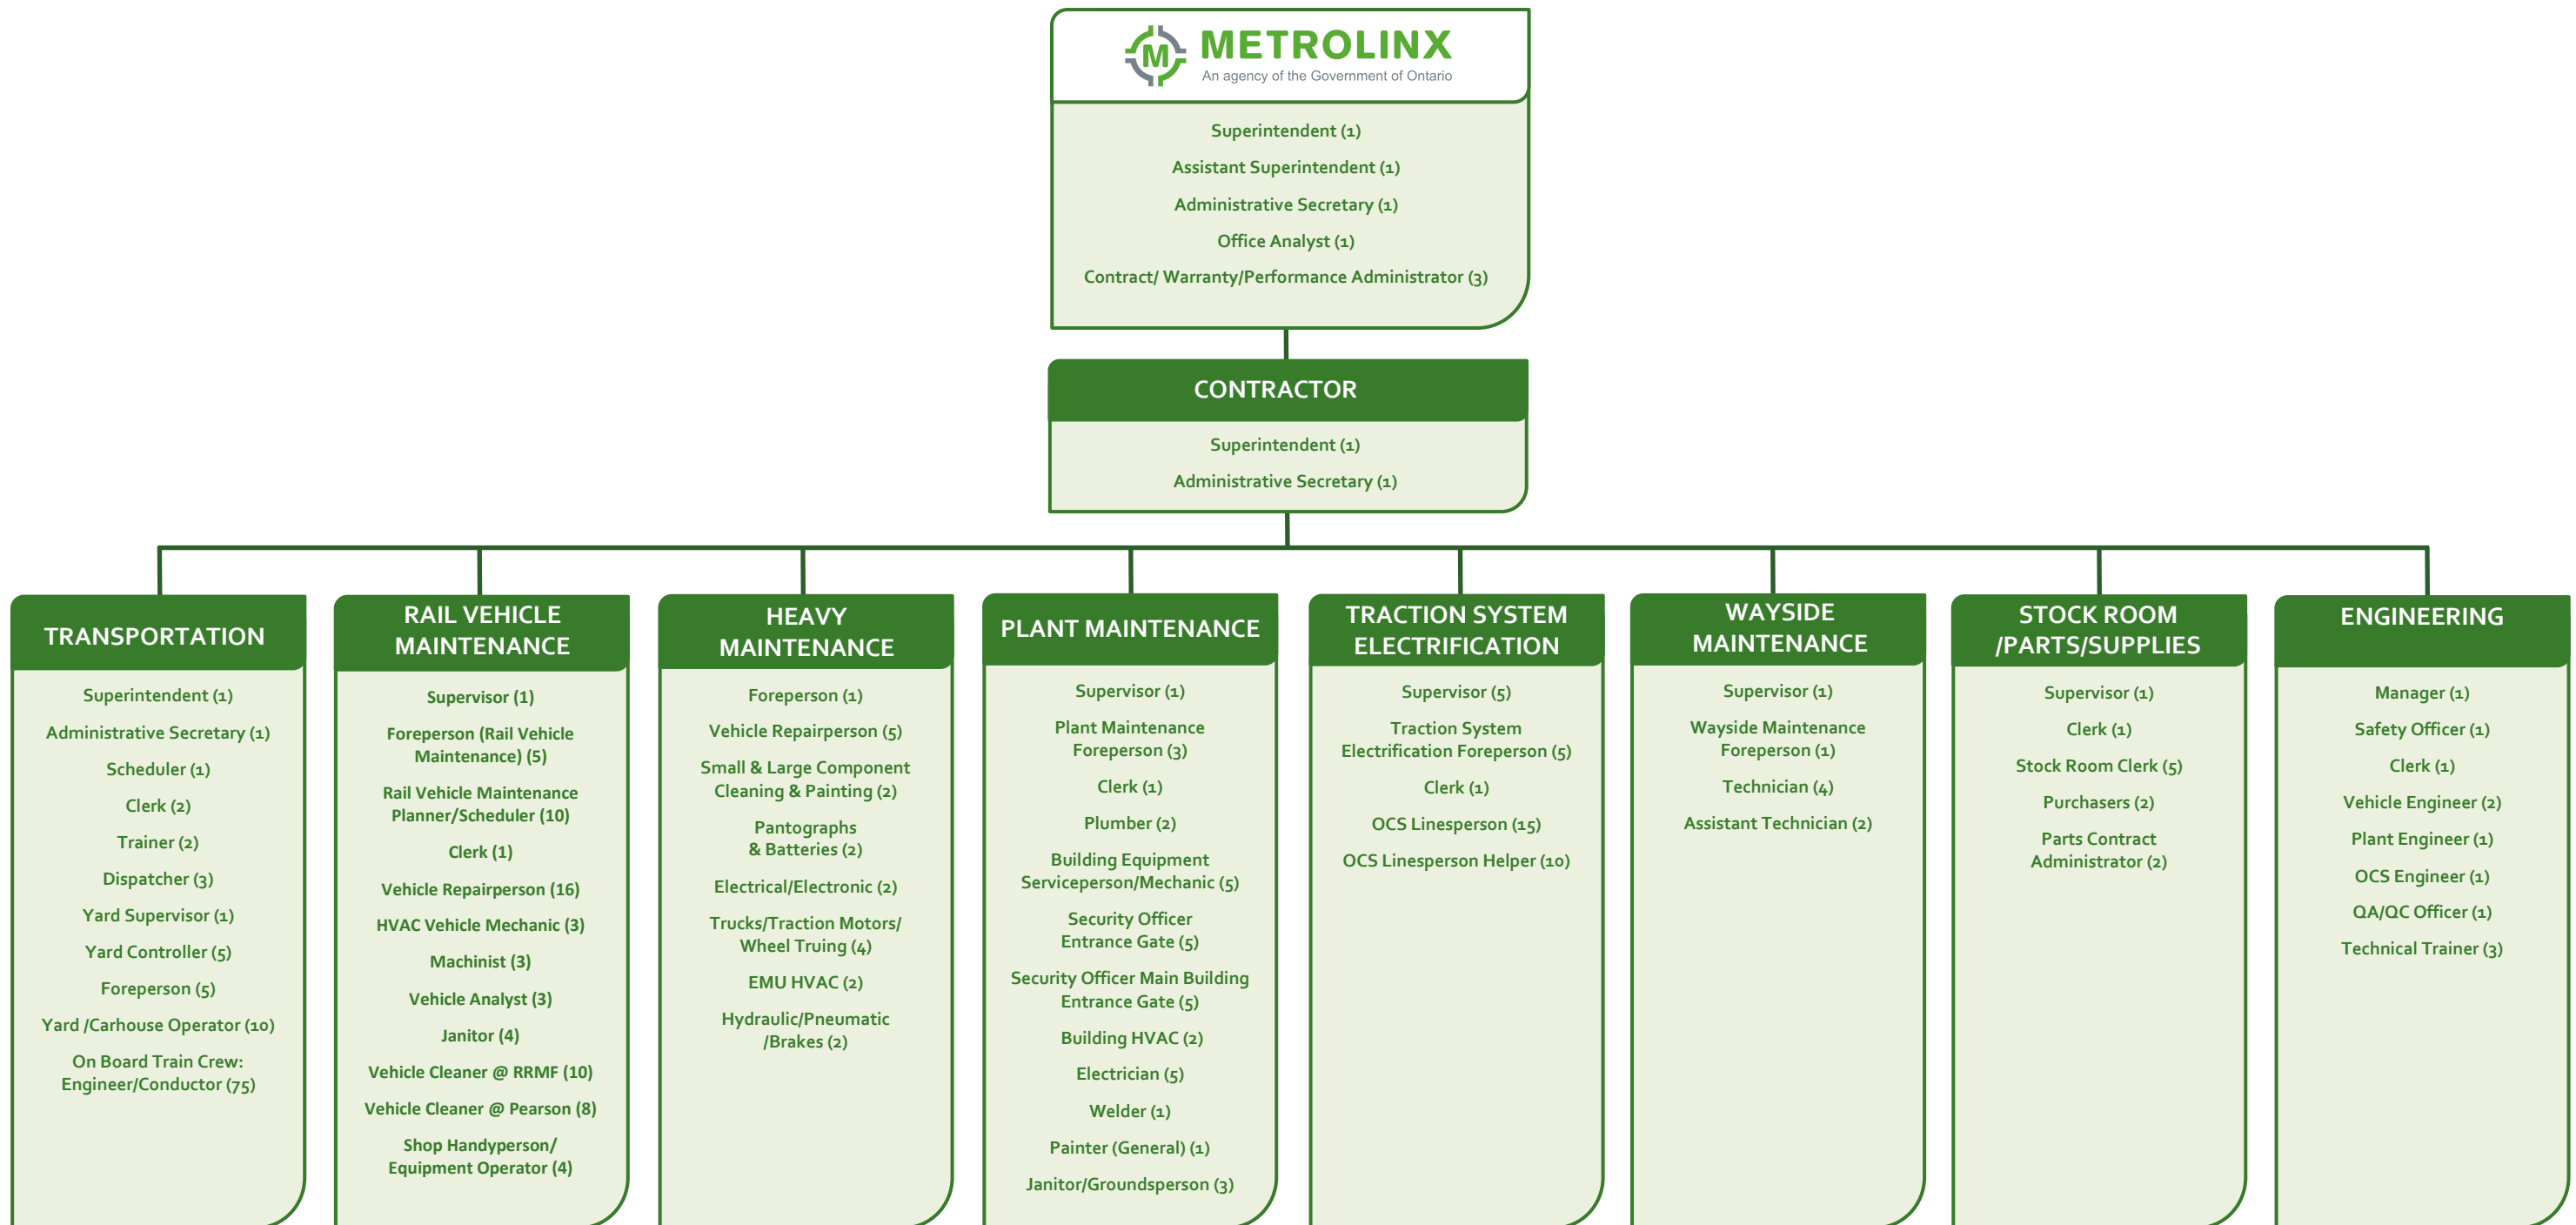 M
METROLINX
An agency of the Government of Ontario
Superintendent (1)
Assistant Superintendent (1)
Administrative Secretary (1)
Office Analyst (1)
Contract/ Warranty/Performance Administrator (3)
CONTRACTOR
Superintendent (1)
Administrative Secretary (1)
TRANSPORTATION
Superintendent (1)
Administrative Secretary (1)
Scheduler (1)
Clerk (2)
Trainer (2)
Dispatcher (3)
Yard Supervisor (1)
Yard Controller (5)
Foreperson (5)
Yard /Carhouse Operator (10)
On Board Train Crew:
Engineer/Conductor (75)
RAIL VEHICLE
MAINTENANCE
Supervisor (1)
Foreperson (Rail Vehicle
Maintenance) (5)
Rail Vehicle Maintenance
Planner/Scheduler (10)
Clerk (1)
Vehicle Repairperson (16)
HVAC Vehicle Mechanic (3)
Machinist (3)
Vehicle Analyst (3)
Janitor (4)
Vehicle Cleaner @ RRMF (10)
Vehicle Cleaner @ Pearson (8)
Shop Handyperson/
Equipment Operator (4)
HEAVY
MAINTENANCE
Foreperson (1)
Vehicle Repairperson (5)
Small & Large Component
Cleaning & Painting (2)
Pantographs
& Batteries (2)
Electrical/Electronic (2)
Trucks/Traction Motors/
Wheel Truing (4)
EMU HVAC (2)
Hydraulic/Pneumatic
/Brakes (2)
PLANT MAINTENANCE
Supervisor (1)
Plant Maintenance
Foreperson (3)
Clerk (1)
Plumber (2)
Building Equipment
Serviceperson/Mechanic (5)
Security Officer
Entrance Gate (5)
Security Officer Main Building
Entrance Gate (5)
Building HVAC (2)
Electrician (5)
Welder (1)
Painter (General) (1)
Janitor/Groundsperson (3)
TRACTION SYSTEM
ELECTRIFICATION
Supervisor (5)
Traction System
Electrification Foreperson (5)
Clerk (1)
OCS Linesperson (15)
OCS Linesperson Helper (10)
WAYSIDE
MAINTENANCE
Supervisor (1)
Wayside Maintenance
Foreperson (1)
Technician (4)
Assistant Technician (2)
STOCK ROOM
/PARTS/SUPPLIES
Supervisor (1)
Clerk (1)
Stock Room Clerk (5)
Purchasers (2)
Parts Contract
Administrator (2)
ENGINEERING
Manager (1)
Safety Officer (1)
Clerk (1)
Vehicle Engineer (2)
Plant Engineer (1)
OCS Engineer (1)
QA/QC Officer (1)
Technical Trainer (3)